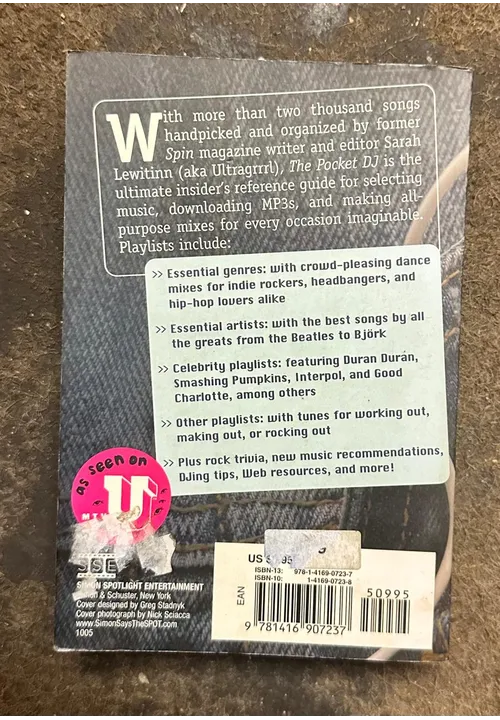 With more than two thousand songs
handpicked and organized by former
Spin magazine writer and editor Sarah
Lewitinn (aka Ultragrrrl), The Pocket DJ is the
ultimate insider's reference guide for selecting
music, downloading MP3s, and making all-
purpose mixes for every occasion imaginable.
Playlists include:
>> Essential genres: with crowd-pleasing dance
mixes for indie rockers, headbangers, and
hip-hop lovers alike
>> Essential artists: with the best songs by all
the greats from the Beatles to Björk
>> Celebrity playlists: featuring Duran Duran,
Smashing Pumpkins, Interpol, and Good
Charlotte, among others
>> Other playlists: with tunes for working out,
making out, or rocking out
>> Plus rock trivia, new music recommendations,
DJing tips, Web resources, and more!
as seen on
U
MTV
SSE
SIMON SPOTLIGHT ENTERTAINMENT
& Schuster, New York
Cover designed by Greg Stadnyk
Cover photograph by Nick Sciacca
www.SimonSaysTheSPOT.com
1005
US
ISBN-13: 978-1-4169-0723-7
ISBN-10: 1-4169-0723-8
50995
EAN
9 781416 907237